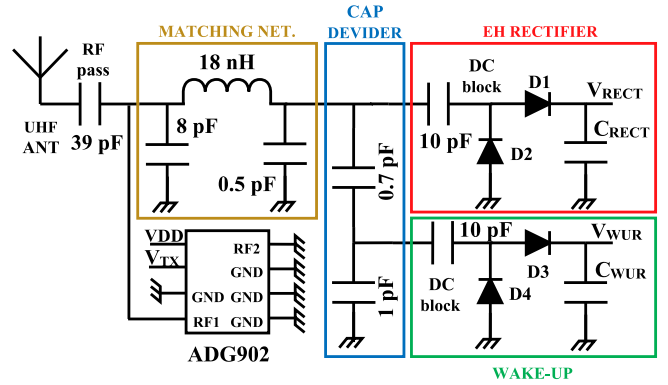 CAP
DEVIDER
MATCHING NET.
EH RECTIFIER
RF
pass
18 nH
DC
block
D1
VRECT
UHF
ANT
39 pF
8 pF
0.5 pF
0.7 pF
10 pF
D2
CRECT
VDD
VTX
RF2
GND
GND
GND
RF1
GND
ADG902
1 pF
10 pF
DC
block
D3
D4
VWUR
CWUR
WAKE-UP